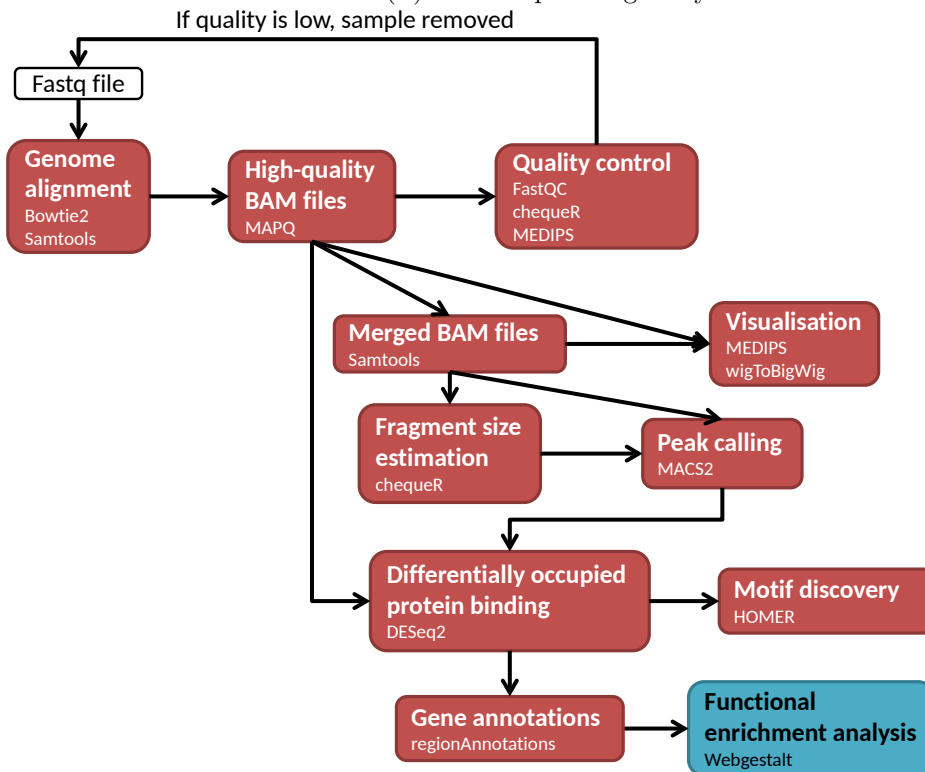 If quality is low, sample removed
Fastq file
Genome
alignment
Bowtie2
Samtools
High-quality
BAM files
MAPQ
Quality control
FastQC
chequeR
MEDIPS
Merged BAM files
Samtools
Visualisation
MEDIPS
wigToBigWig
Fragment size
estimation
chequeR
Peak calling
MACS2
Differentially occupied
protein binding
DESeq2
Motif discovery
HOMER
Gene annotations
regionAnnotations
Functional
enrichment analysis
Webgestalt